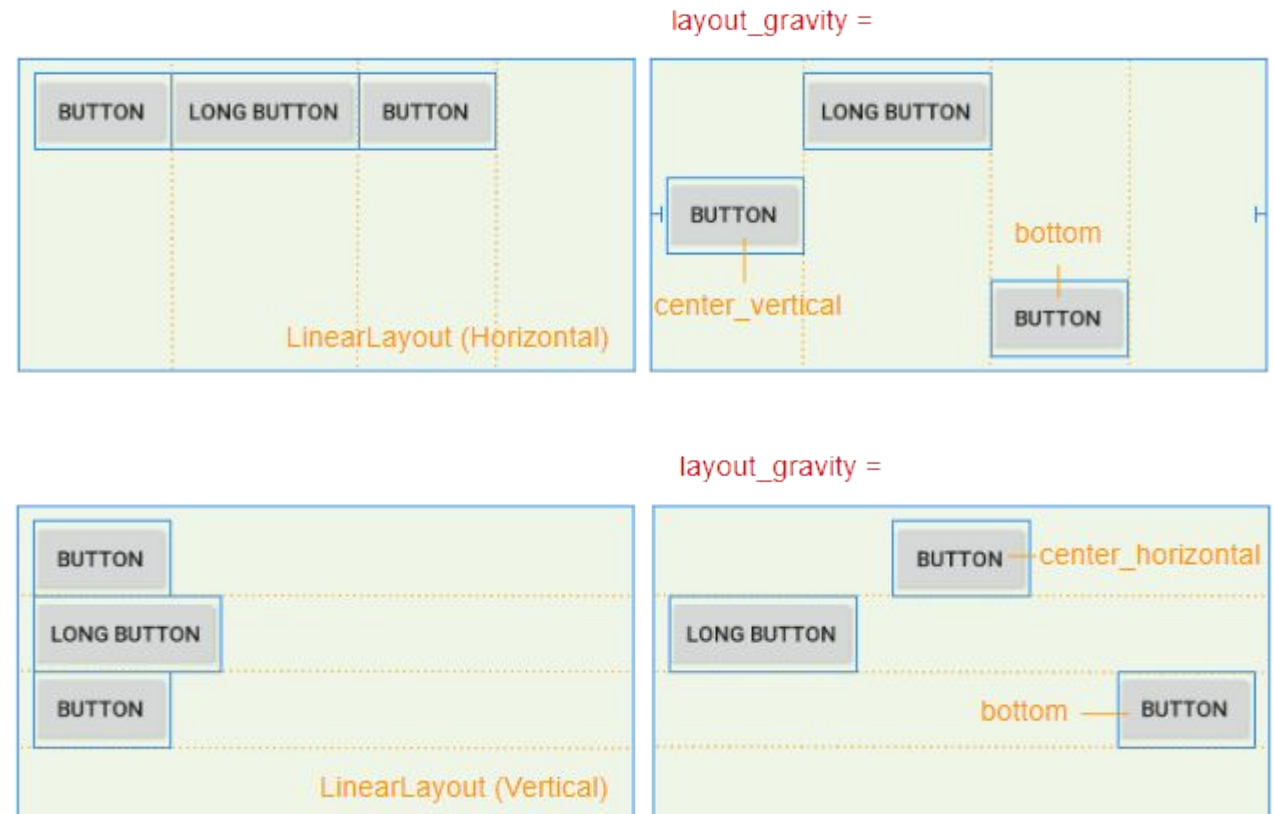 layout_gravity =
BUTTON LONG BUTTON BUTTON
LinearLayout (Horizontal)
LONG BUTTON
BUTTON
center_vertical
bottom
BUTTON
layout_gravity =
BUTTON
LONG BUTTON
BUTTON
LinearLayout (Vertical)
BUTTON center_horizontal
LONG BUTTON
bottom BUTTON